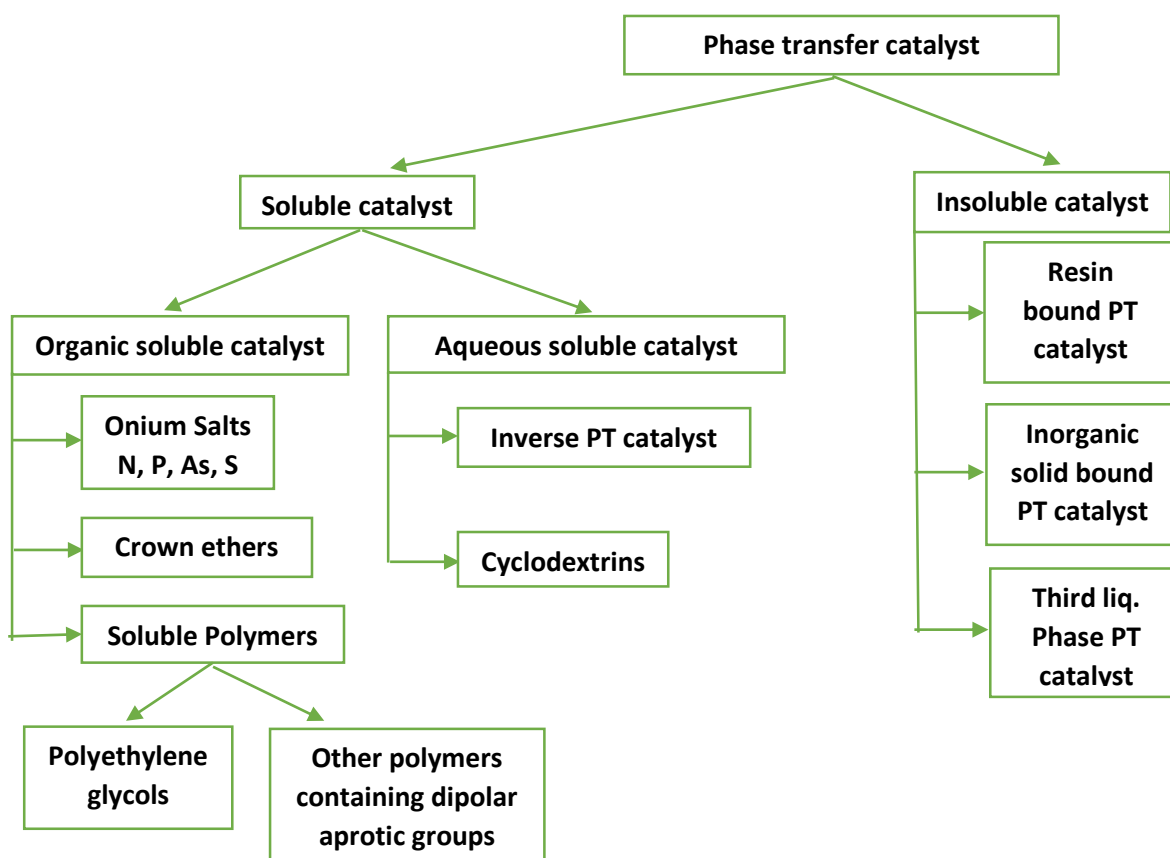 Phase transfer catalyst
Soluble catalyst
Insoluble catalyst
Resin
bound PT
catalyst
Organic soluble catalyst
Aqueous soluble catalyst
Onium Salts
N, P, As, S
Inverse PT catalyst
Inorganic
solid bound
PT catalyst
Crown ethers
Cyclodextrins
Third liq.
Phase PT
catalyst
Soluble Polymers
Polyethylene
glycols
Other polymers
containing dipolar
aprotic groups